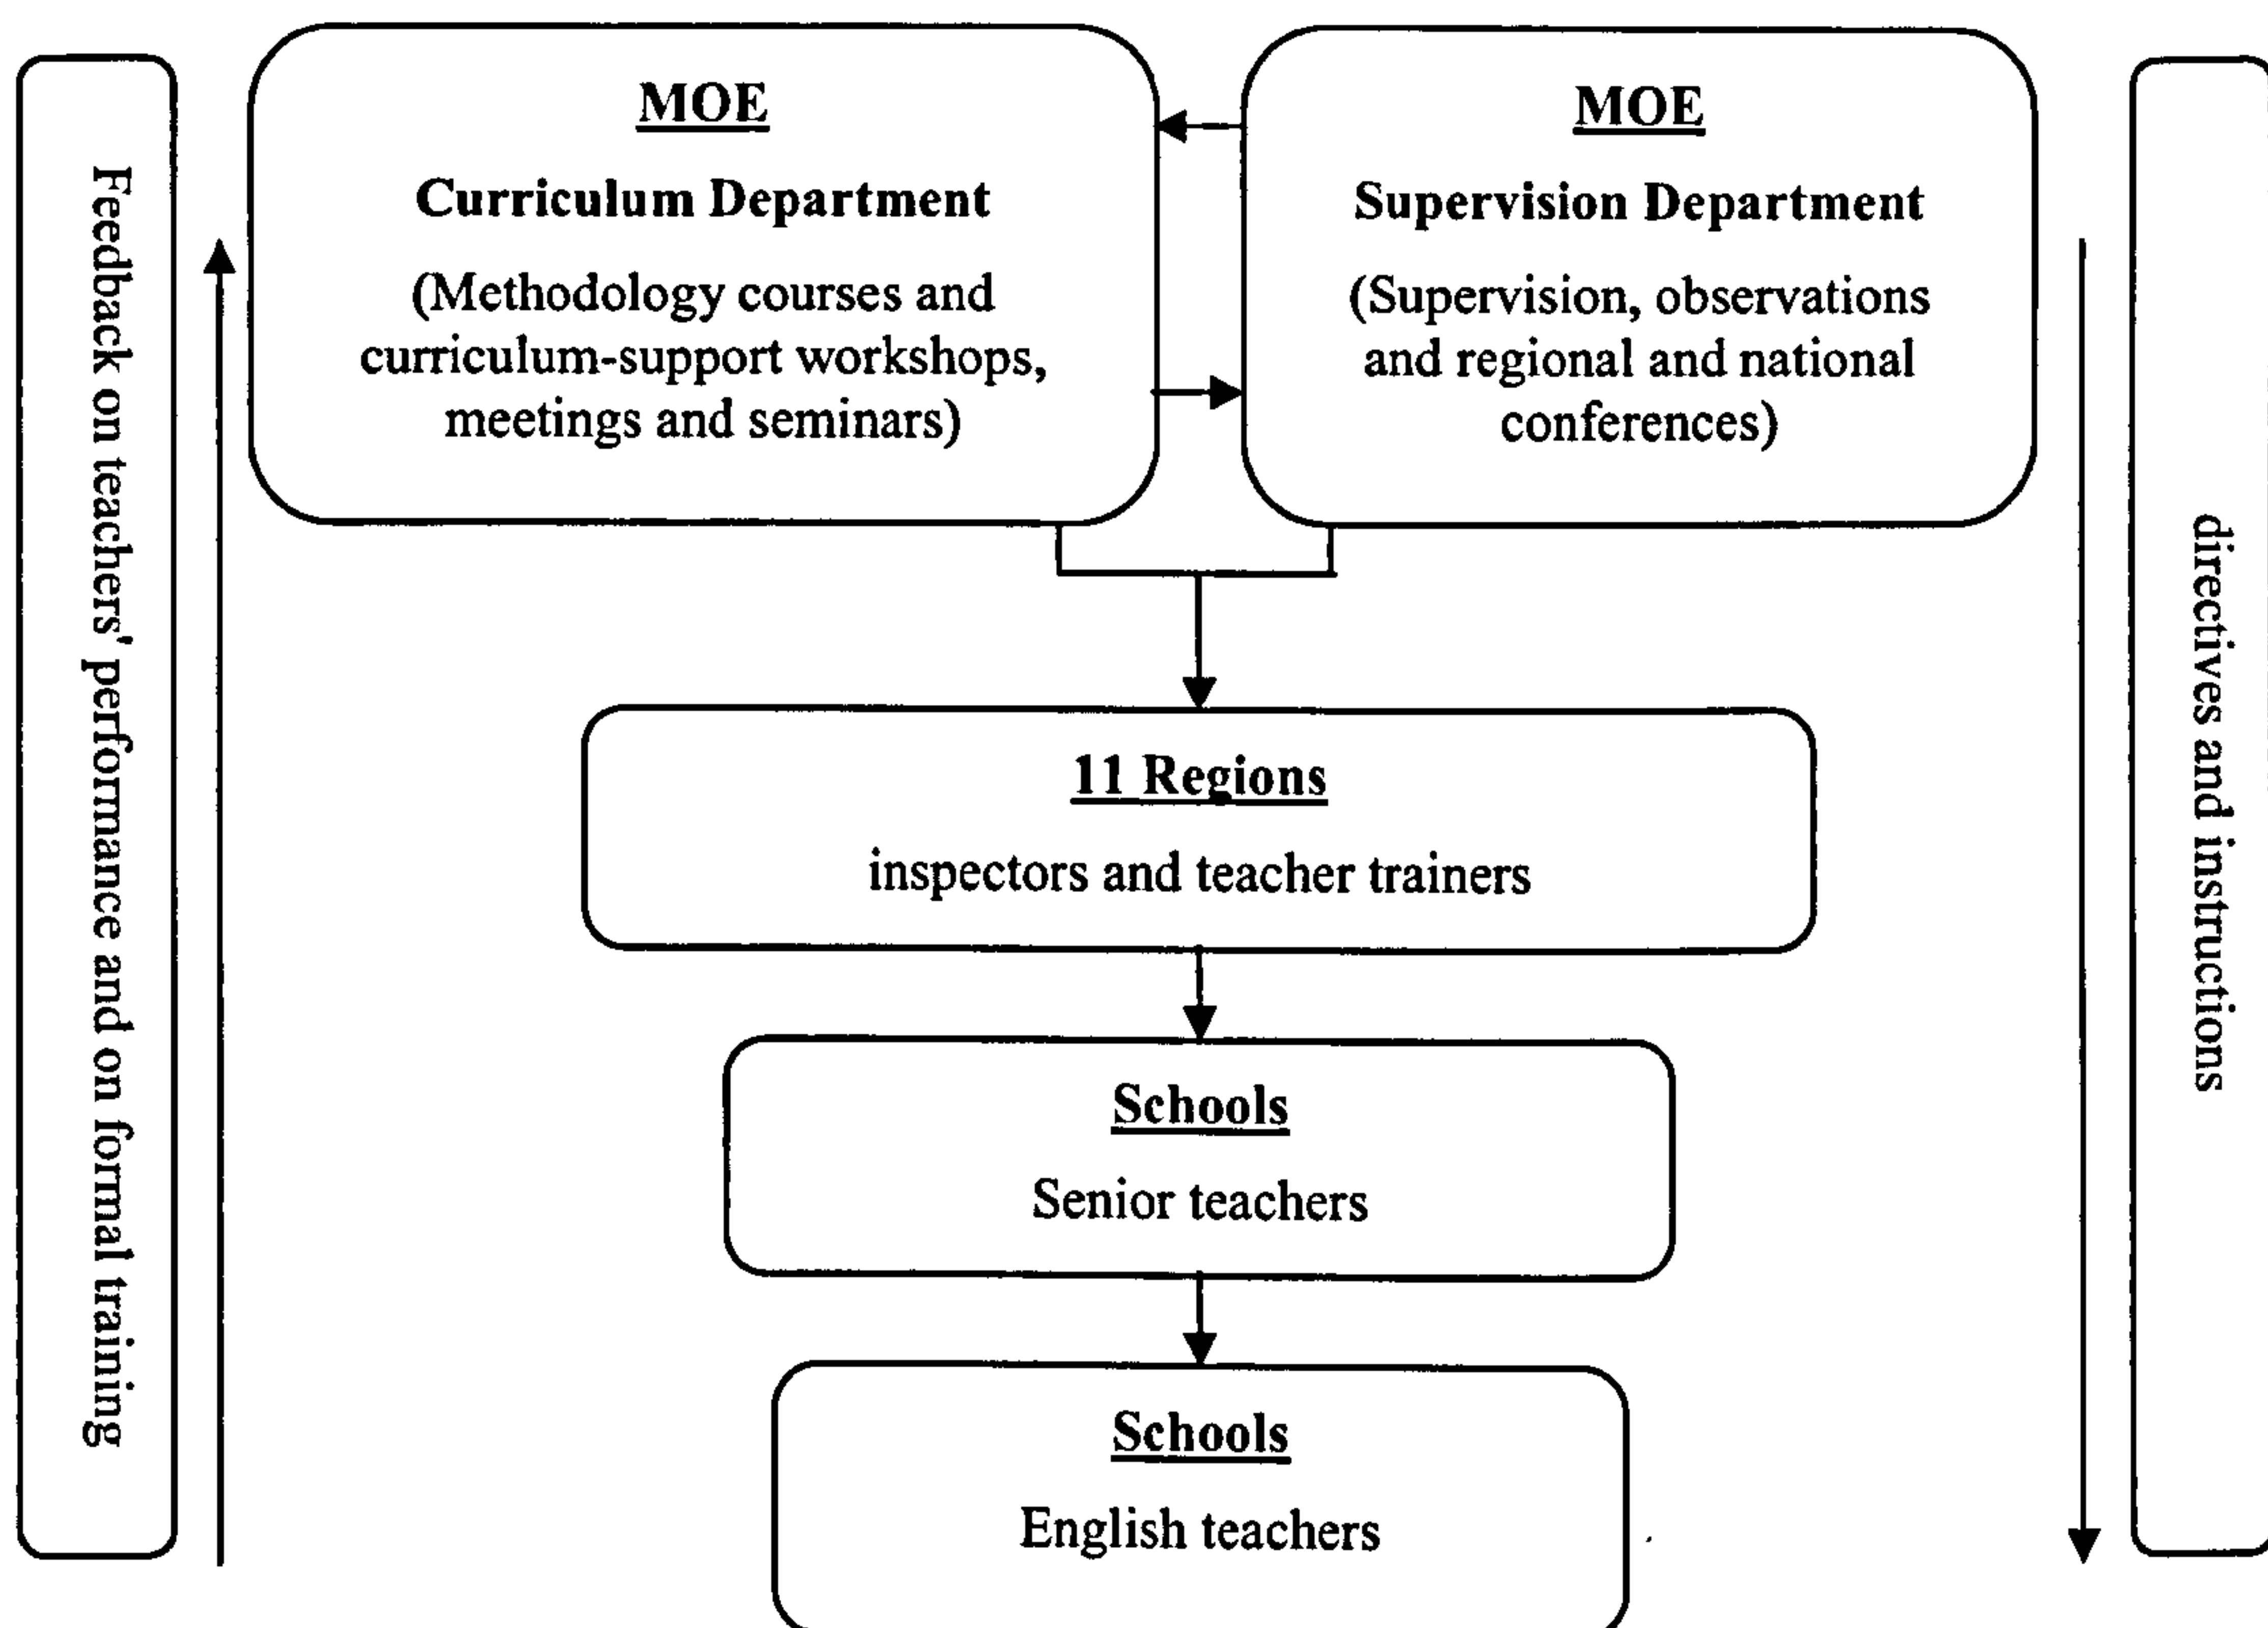 Feedback on teachers' performance and on formal training
MOE
Curriculum Department
(Methodology courses and
curriculum-support workshops,
meetings and seminars)
MOE
Supervision Department
(Supervision, observations
and regional and national
conferences)
directives and instructions
11 Regions
inspectors and teacher trainers
Schools
Senior teachers
Schools
English teachers